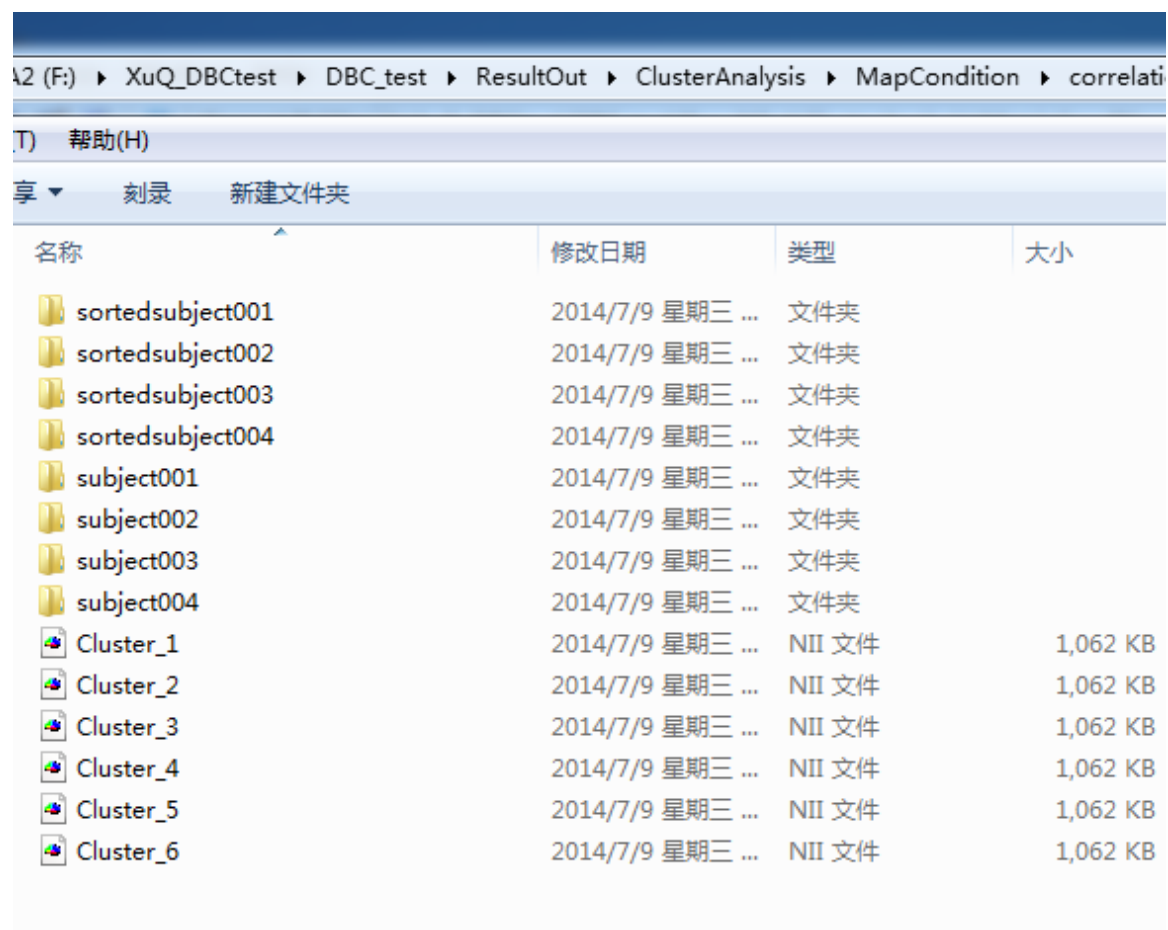 A2 (F:) ▸ XuQ_DBCtest ▸ DBC_test ▸ ResultOut ▸ ClusterAnalysis ▸ MapCondition ▸ correlati
(T) 帮助(H)
享 刻录 新建文件夹
名称 修改日期 类型 大小
sortedsubject001 2014/7/9 星期三 ... 文件夹
sortedsubject002 2014/7/9 星期三 ... 文件夹
sortedsubject003 2014/7/9 星期三 ... 文件夹
sortedsubject004 2014/7/9 星期三 ... 文件夹
subject001 2014/7/9 星期三 ... 文件夹
subject002 2014/7/9 星期三 ... 文件夹
subject003 2014/7/9 星期三 ... 文件夹
subject004 2014/7/9 星期三 ... 文件夹
Cluster_1 2014/7/9 星期三 ... NII 文件 1,062 KB
Cluster_2 2014/7/9 星期三 ... NII 文件 1,062 KB
Cluster_3 2014/7/9 星期三 ... NII 文件 1,062 KB
Cluster_4 2014/7/9 星期三 ... NII 文件 1,062 KB
Cluster_5 2014/7/9 星期三 ... NII 文件 1,062 KB
Cluster_6 2014/7/9 星期三 ... NII 文件 1,062 KB